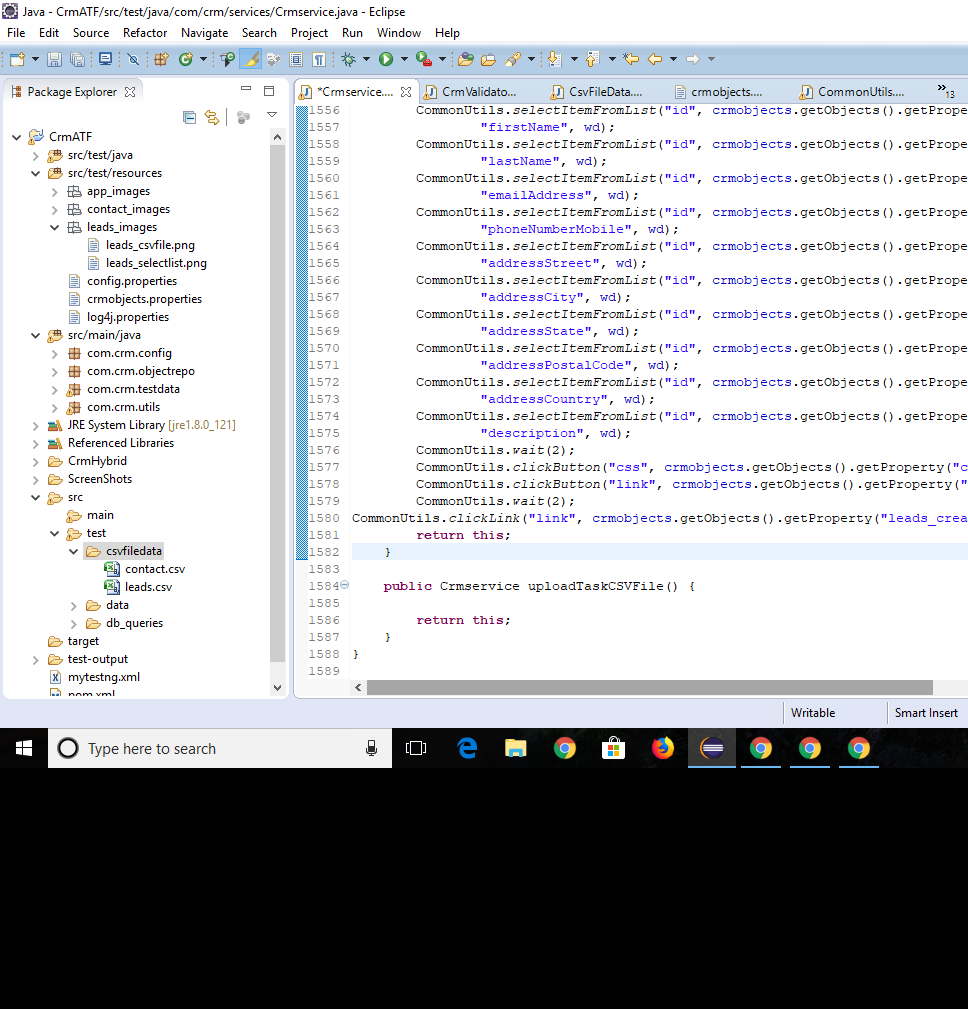 Java - CrmATF/src/test/java/com/crm/services/Crmservice.java - Eclipse
File Edit Source Refactor Navigate Search Project Run Window Help
Package Explorer
*Crmservice.... CrmValidato... CsvFileData.... crmobjects.... CommonUtils.... »13
CrmATF
src/test/java
src/test/resources
app_images
contact_images
leads_images
leads_csvfile.png
leads_selectlist.png
config.properties
crmobjects.properties
log4j.properties
src/main/java
com.crm.config
com.crm.objectrepo
com.crm.testdata
com.crm.utils
JRE System Library [jre1.8.0_121]
Referenced Libraries
CrmHybrid
ScreenShots
src
main
test
csvfiledata
contact.csv
leads.csv
data
db_queries
target
test-output
mytestng.xml
pom.xml
1556 CommonUtils.selectItemFromList("id", crmobjects.getObjects().getPrope
1557 "firstName", wd);
1558 CommonUtils.selectItemFromList("id", crmobjects.getObjects().getPrope
1559 "lastName", wd);
1560 CommonUtils.selectItemFromList("id", crmobjects.getObjects().getPrope
1561 "emailAddress", wd);
1562 CommonUtils.selectItemFromList("id", crmobjects.getObjects().getPrope
1563 "phoneNumberMobile", wd);
1564 CommonUtils.selectItemFromList("id", crmobjects.getObjects().getPrope
1565 "addressStreet", wd);
1566 CommonUtils.selectItemFromList("id", crmobjects.getObjects().getPrope
1567 "addressCity", wd);
1568 CommonUtils.selectItemFromList("id", crmobjects.getObjects().getPrope
1569 "addressState", wd);
1570 CommonUtils.selectItemFromList("id", crmobjects.getObjects().getPrope
1571 "addressPostalCode", wd);
1572 CommonUtils.selectItemFromList("id", crmobjects.getObjects().getPrope
1573 "addressCountry", wd);
1574 CommonUtils.selectItemFromList("id", crmobjects.getObjects().getPrope
1575 "description", wd);
1576 CommonUtils.wait(2);
1577 CommonUtils.clickButton("css", crmobjects.getObjects().getProperty("c
1578 CommonUtils.clickButton("link", crmobjects.getObjects().getProperty("
1579 CommonUtils.wait(2);
1580 CommonUtils.clickLink("link", crmobjects.getObjects().getProperty("leads_crea
1581 return this;
1582 }
1583
1584 public Crmservice uploadTaskCSVFile() {
1585
1586 return this;
1587 }
1588 }
1589
Writable Smart Insert
Type here to search